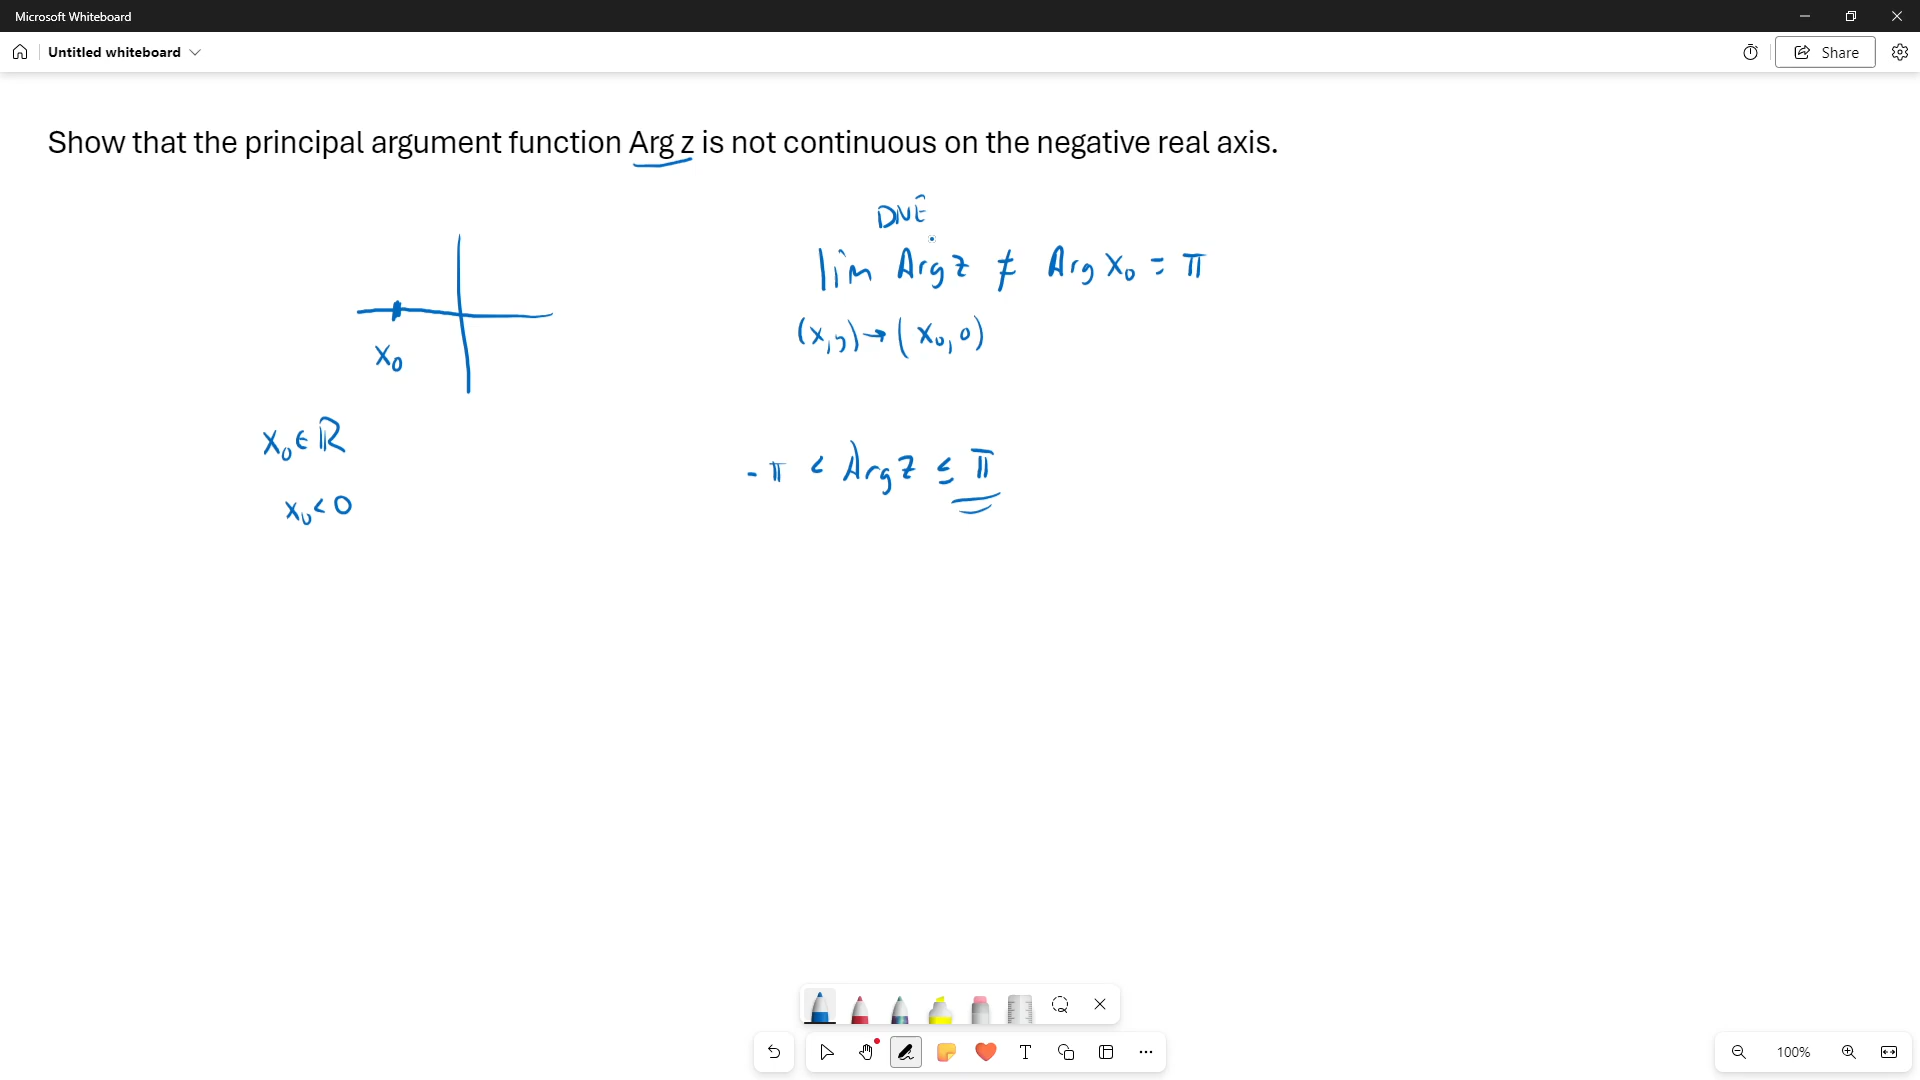 Microsoft Whiteboard
Untitled whiteboard
Share
Show that the principal argument function Arg z is not continuous on the negative real axis.
DNE
lim Arg z ≠ Arg x₀ = π
(x,y)→(x₀,0)
x₀
x₀ ∈ ℝ
x₀ < 0
-π < Arg z ≤ π
T
100%